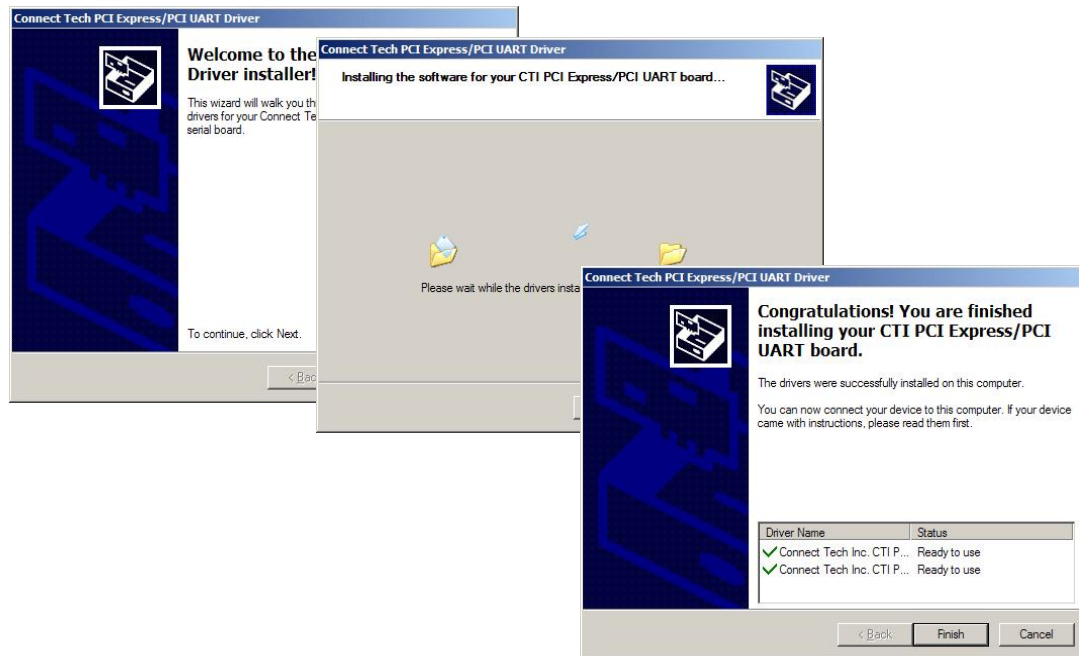 Connect Tech PCI Express/PCI UART Driver
Welcome to the
Driver installer!
This wizard will walk you th
drivers for your Connect Te
serial board.
To continue, click Next.
< Bac
Connect Tech PCI Express/PCI UART Driver
Installing the software for your CTI PCI Express/PCI UART board...
Please wait while the drivers insta
Connect Tech PCI Express/PCI UART Driver
Congratulations! You are finished
installing your CTI PCI Express/PCI
UART board.
The drivers were successfully installed on this computer.
You can now connect your device to this computer. If your device
came with instructions, please read them first.
Driver Name Status
Connect Tech Inc. CTI P... Ready to use
Connect Tech Inc. CTI P... Ready to use
< Back Finish Cancel